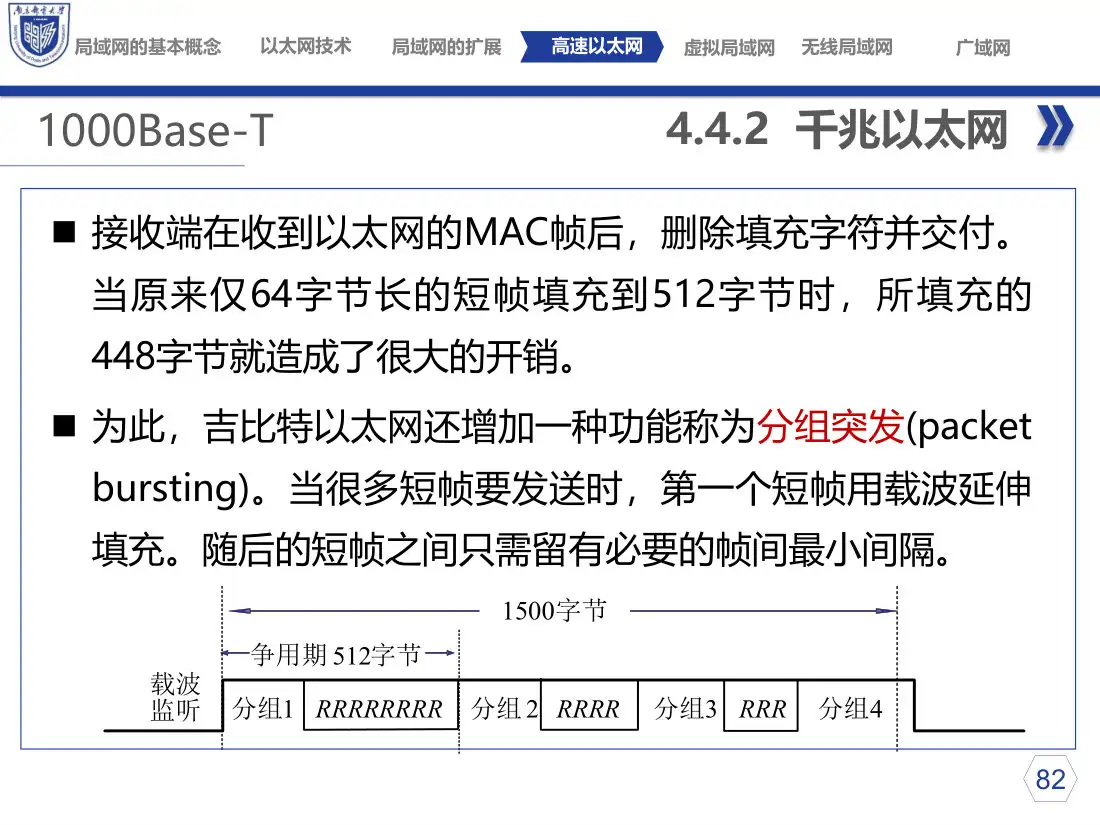 南京邮电大学
局域网的基本概念 以太网技术 局域网的扩展 高速以太网 虚拟局域网 无线局域网 广域网
1000Base-T
4.4.2 千兆以太网
■ 接收端在收到以太网的MAC帧后，删除填充字符并交付。
当原来仅64字节长的短帧填充到512字节时，所填充的
448字节就造成了很大的开销。
■ 为此，吉比特以太网还增加一种功能称为分组突发(packet
bursting)。当很多短帧要发送时，第一个短帧用载波延伸
填充。随后的短帧之间只需留有必要的帧间最小间隔。
1500字节
争用期 512字节
载波
监听
分组1 RRRRRRRR 分组 2 RRRR 分组3 RRR 分组4
82